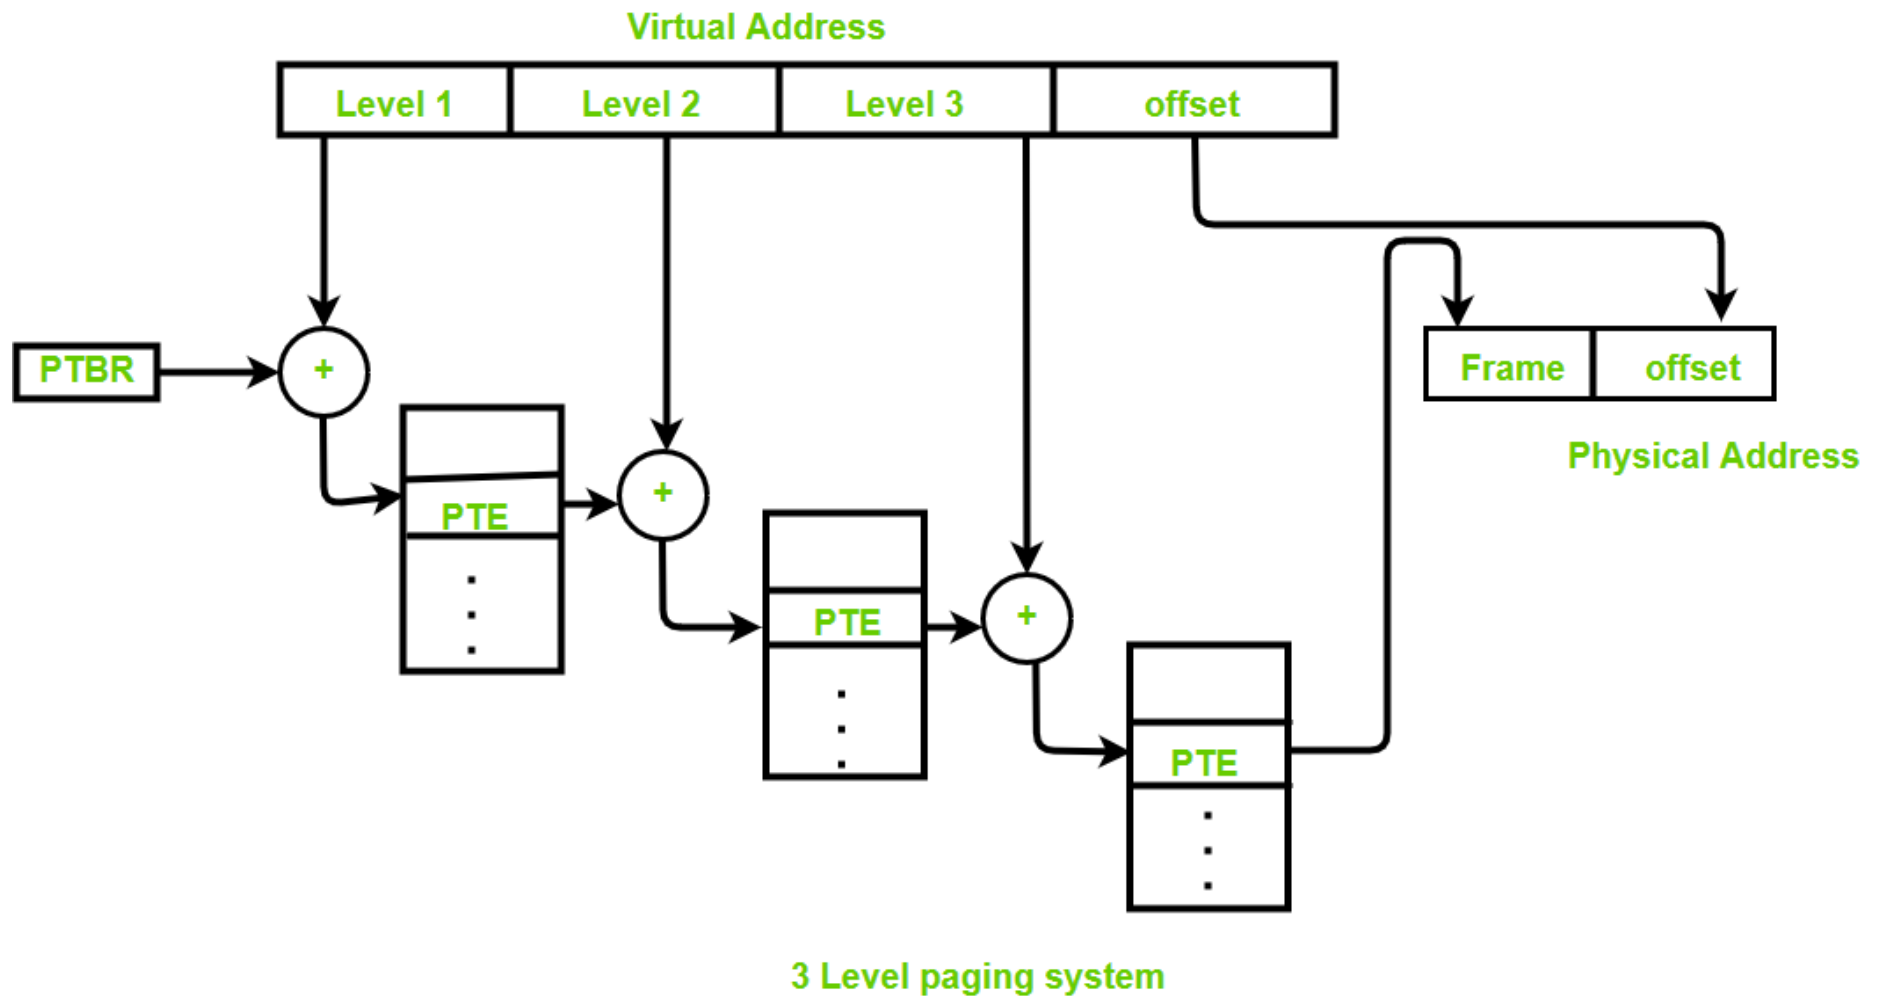 Virtual Address
Level 1 Level 2 Level 3 offset
PTBR + Frame offset
Physical Address
PTE +
PTE +
PTE
3 Level paging system